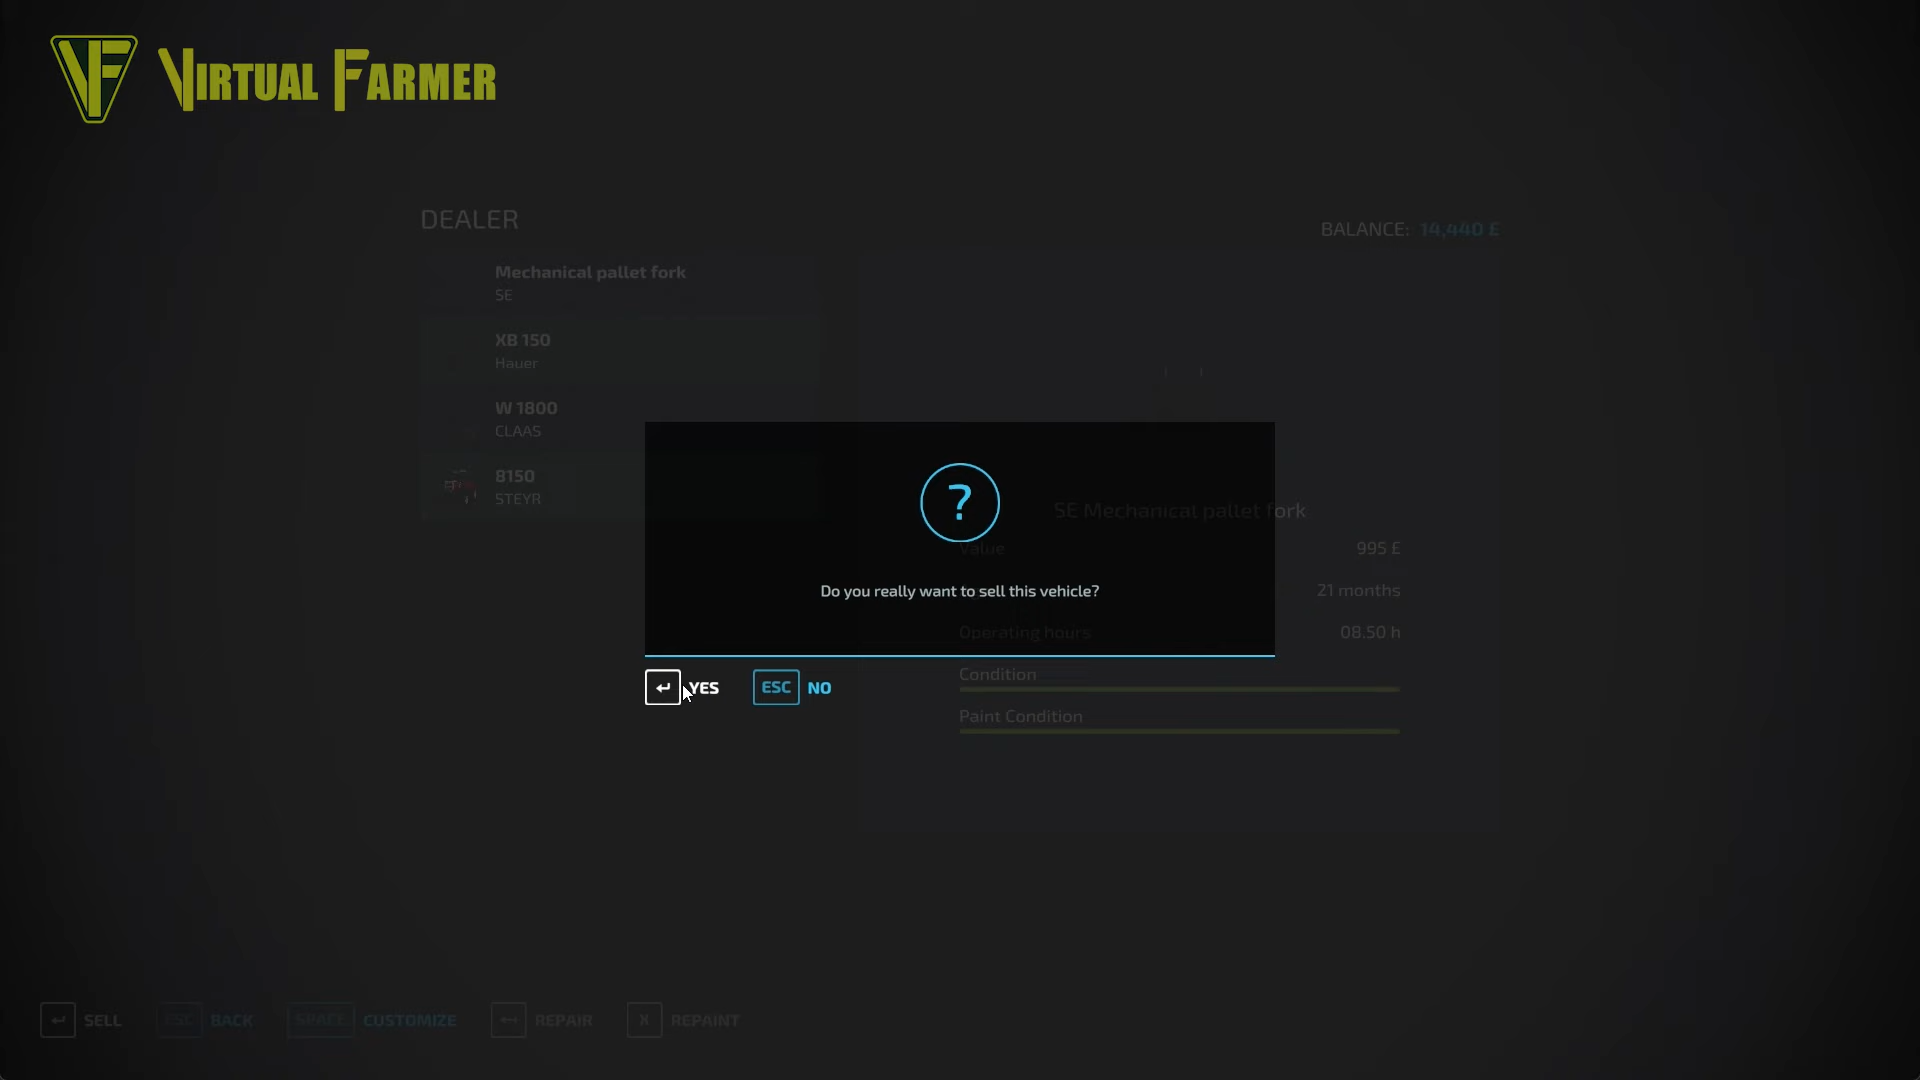 VF VIRTUAL FARMER
DEALER
BALANCE: 14,440 £
Mechanical pallet fork
SE
XB 150
Hauer
W 1800
CLAAS
8150
STEYR
?
Do you really want to sell this vehicle?
SE Mechanical pallet fork
Value 995 £
21 months
Operating hours 08.50 h
Condition
Paint Condition
↵ YES ESC NO
↵ SELL ESC BACK SPACE CUSTOMIZE REPAIR X REPAINT